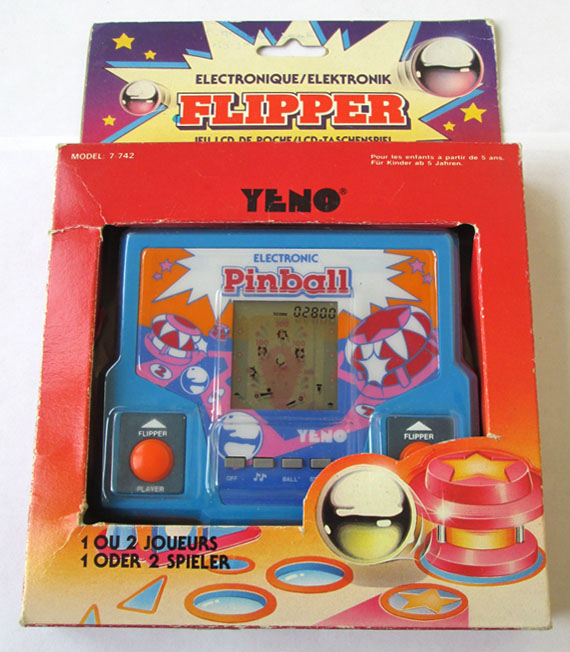 ELECTRONIQUE/ELEKTRONIK
FLIPPER
JEU LCD DE POCHE/LCD-TASCHENSPIEL
MODEL: 7-742
Pour les enfants à partir de 5 ans.
Für Kinder ab 5 Jahren.
YENO®
ELECTRONIC
Pinball
02800
2
2
YENO
FLIPPER
PLAYER
FLIPPER
OFF
BALL
1 OU 2 JOUEURS
1 ODER 2 SPIELER